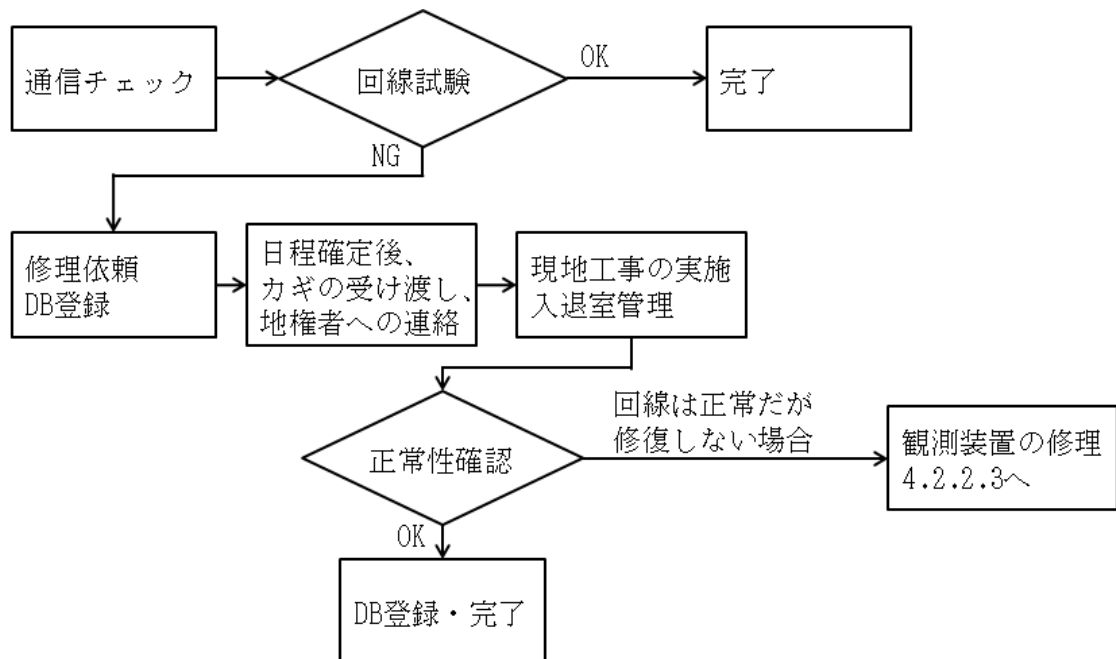 通信チェック
回線試験
OK
完了
NG
修理依頼
DB登録
日程確定後、
カギの受け渡し、
地権者への連絡
現地工事の実施
入退室管理
正常性確認
回線は正常だが
修復しない場合
観測装置の修理
4.2.2.3へ
OK
DB登録・完了